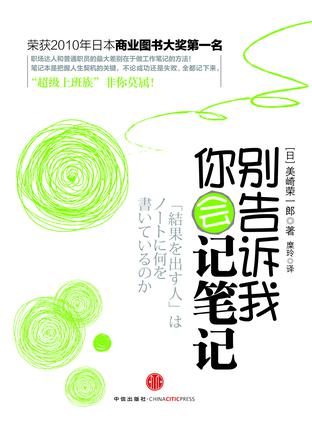 荣获2010年日本商业图书大奖第一名
职场达人和普通职员的最大差别在于做工作笔记的方法！
笔记本是把握人生契机的关键，不论成功还是失败，全都记下来。
“超级上班族”非你莫属！
别告诉我
你会记笔记
〔日〕美崎荣一郎 著
糜玲 译
「結果を出す人」は
ノートに何を
書いているのか
中信出版社·CHINACITICPRESS